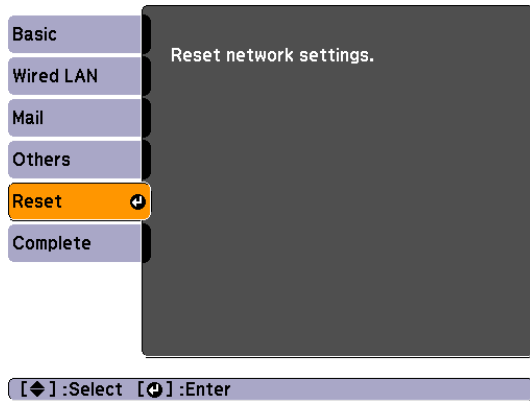 Basic
Wired LAN
Mail
Others
Reset
Complete
Reset network settings.
[ ] :Select [ ] :Enter